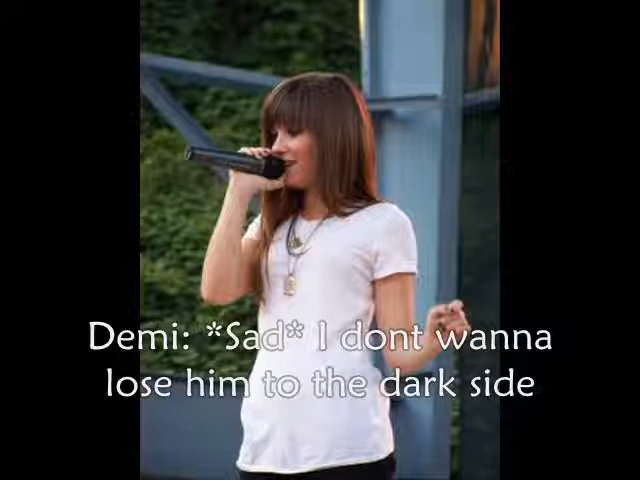 Demi: *Sad* I dont wanna
lose him to the dark side